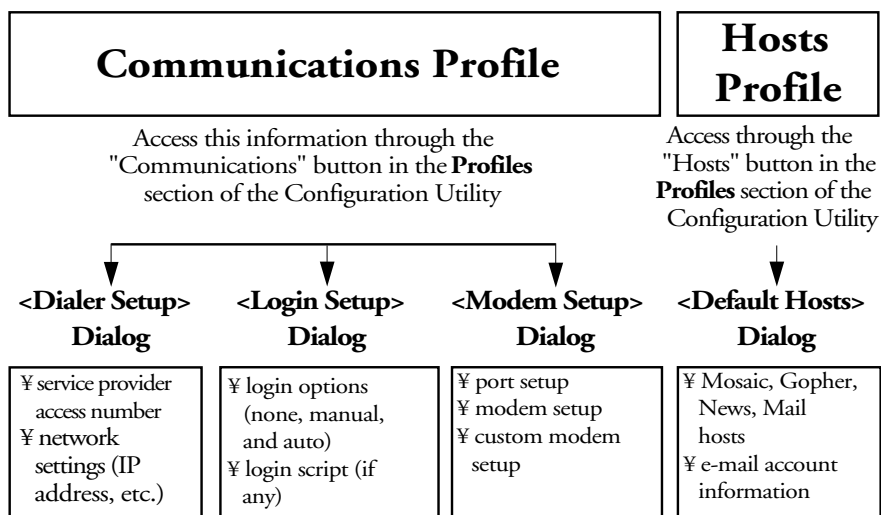 Communications Profile
Access this information through the
"Communications" button in the Profiles
section of the Configuration Utility
Hosts
Profile
Access through the
"Hosts" button in the
Profiles section of the
Configuration Utility
<Dialer Setup>
Dialog
¥ service provider
access number
¥ network
settings (IP
address, etc.)
<Login Setup>
Dialog
¥ login options
(none, manual,
and auto)
¥ login script (if
any)
<Modem Setup>
Dialog
¥ port setup
¥ modem setup
¥ custom modem
setup
<Default Hosts>
Dialog
¥ Mosaic, Gopher,
News, Mail
hosts
¥ e-mail account
information